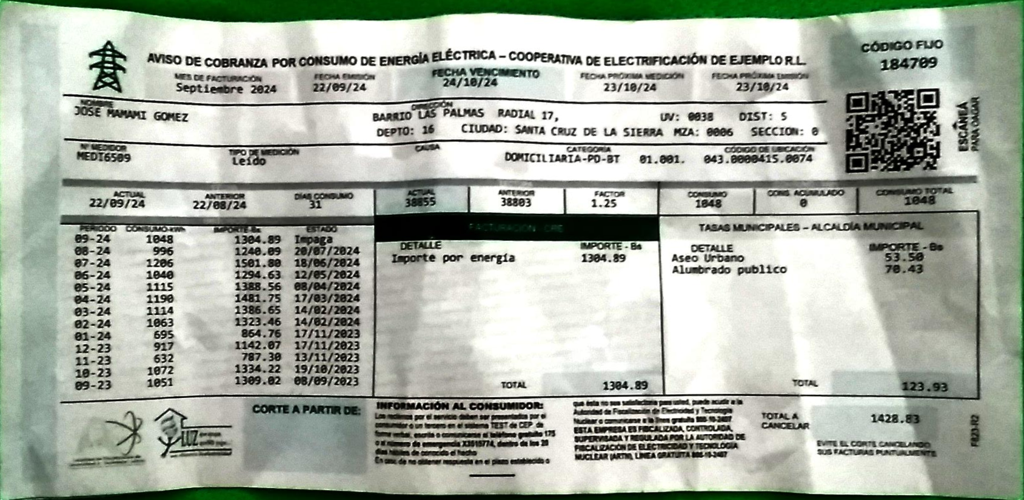 AVISO DE COBRANZA POR CONSUMO DE ENERGÍA ELÉCTRICA – COOPERATIVA DE ELECTRIFICACIÓN DE EJEMPLO R.L.
CÓDIGO FIJO
184709
MES DE FACTURACIÓN FECHA EMISIÓN FECHA VENCIMIENTO FECHA PRÓXIMA MEDICIÓN FECHA PRÓXIMA EMISIÓN
Septiembre 2024 22/09/24 24/10/24 23/10/24 23/10/24
NOMBRE DIRECCIÓN
JOSE MAMAMI GOMEZ BARRIO LAS PALMAS RADIAL 17, UV: 0038 DIST: 5
DEPTO: 16 CIUDAD: SANTA CRUZ DE LA SIERRA MZA: 0006 SECCION: 0
ESCANEÁ
PARA PAGAR
Nº MEDIDOR TIPO DE MEDICIÓN CAUSA CATEGORIA CÓDIGO DE UBICACIÓN
MEDI6509 Leído DOMICILIARIA-PD-BT 01.001. 043.0000415.0074
ACTUAL ANTERIOR DÍAS CONSUMO ACTUAL ANTERIOR FACTOR CONSUMO CONS. ACUMULADO CONSUMO TOTAL
22/09/24 22/08/24 31 38855 38803 1.25 1048 0 1048
PERIODO CONSUMO-kWh IMPORTE-Bs ESTADO
09-24 1048 1304.89 Impaga
08-24 996 1240.09 20/07/2024
07-24 1206 1501.80 18/06/2024
06-24 1040 1294.63 12/05/2024
05-24 1115 1388.56 08/04/2024
04-24 1190 1481.75 17/03/2024
03-24 1114 1386.65 14/02/2024
02-24 1063 1323.46 14/02/2024
01-24 695 864.76 17/11/2023
12-23 917 1142.07 17/11/2023
11-23 632 787.30 13/11/2023
10-23 1072 1334.22 19/10/2023
09-23 1051 1309.02 08/09/2023
FACTURACIÓN CRE
DETALLE IMPORTE - Bs
Importe por energía 1304.89
TOTAL 1304.89
TASAS MUNICIPALES – ALCALDÍA MUNICIPAL
DETALLE IMPORTE - Bs
Aseo Urbano 53.50
Alumbrado publico 70.43
TOTAL 123.93
LUZ
CORTE A PARTIR DE:
INFORMACIÓN AL CONSUMIDOR:
Los reclamos por el servicio deben ser presentados por el
consumidor o un tercero en el sistema TEST de CEP, de
forma verbal, escrita o comunicarse al teléfono gratuito 175
o al número de emergencia X3519774, dentro de los 20
días hábiles de conocido el hecho
En caso de no obtener respuesta en el plazo establecido o
que ésta no sea satisfactoria para usted, puede acudir a la
Autoridad de Fiscalización de Electricidad y Tecnología
Nuclear o comunicarse a la línea gratuita 800-10-2407
ESTA EMPRESA ES FISCALIZADA, CONTROLADA,
SUPERVISADA Y REGULADA POR LA AUTORIDAD DE
FISCALIZACIÓN DE ELECTRICIDAD Y TECNOLOGÍA
NUCLEAR (AETN), LÍNEA GRATUITA 800-10-2407
TOTAL A
CANCELAR
1428.83
EVITE EL CORTE CANCELANDO
SUS FACTURAS PUNTUALMENTE
F823-R2